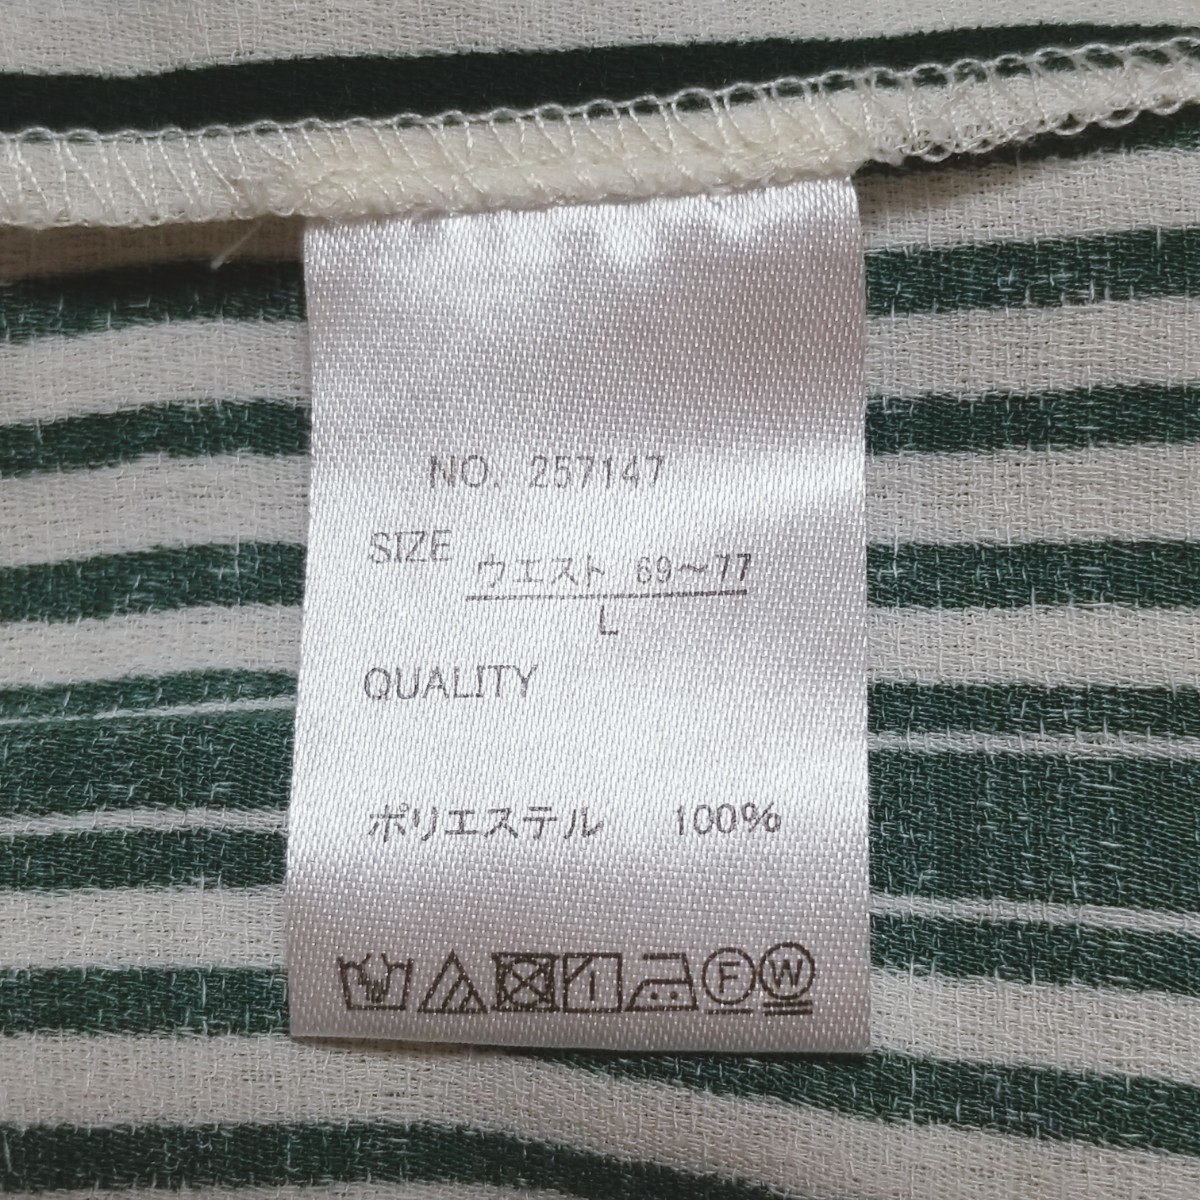 NO. 257147
SIZE ウエスト 69〜77
L
QUALITY
ポリエステル 100%
F W